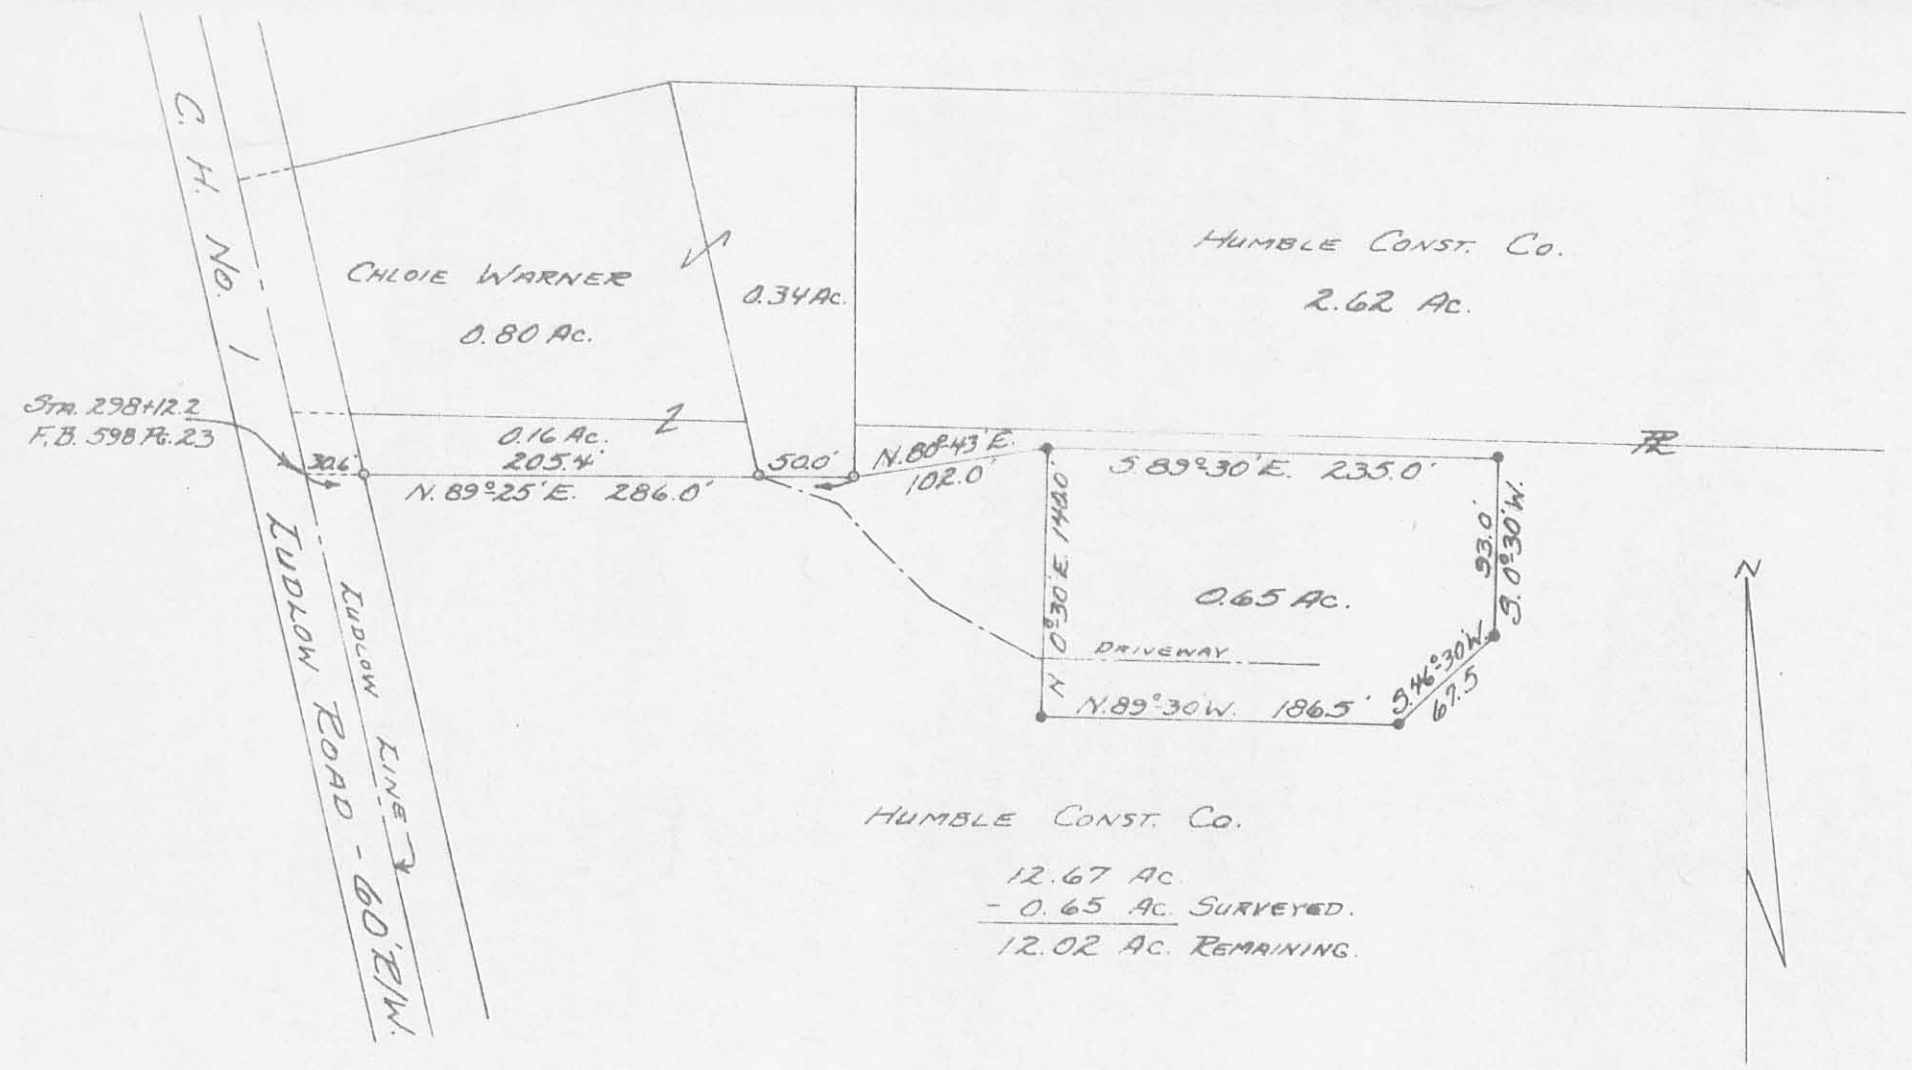 C. H. No. 1
CHLOIE WARNER
0.80 AC.
0.34 AC.
HUMBLE CONST. CO.
2.62 AC.
STA. 298+12.2
F.B. 598 PG. 23
30.6'
0.16 AC.
205.4'
N. 89°-25' E. 286.0'
50.0'
N. 80°-43' E.
102.0'
S 89°-30' E. 235.0'
PL
N 0°-30' E. 140.0'
93.0'
S. 0°-30' W.
0.65 AC.
DRIVEWAY
S. 46°-30' W.
67.5
N. 89°-30' W. 186.5'
LUDLOW ROAD - 60' R/W.
LUDLOW LINE
N
HUMBLE CONST. CO.
12.67 AC
- 0.65 AC. SURVEYED.
12.02 AC. REMAINING.